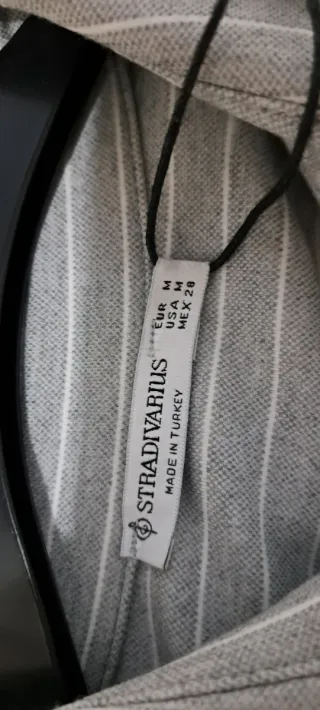 STRADIVARIUS
MADE IN TURKEY
EUR M
USA M
MEX 28